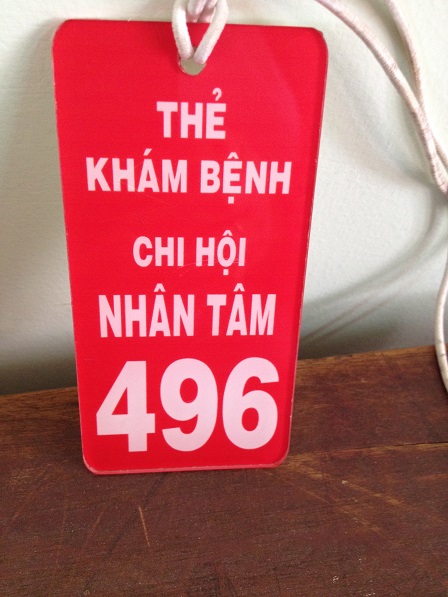 THẺ
KHÁM BỆNH
CHI HỘI
NHÂN TÂM
496